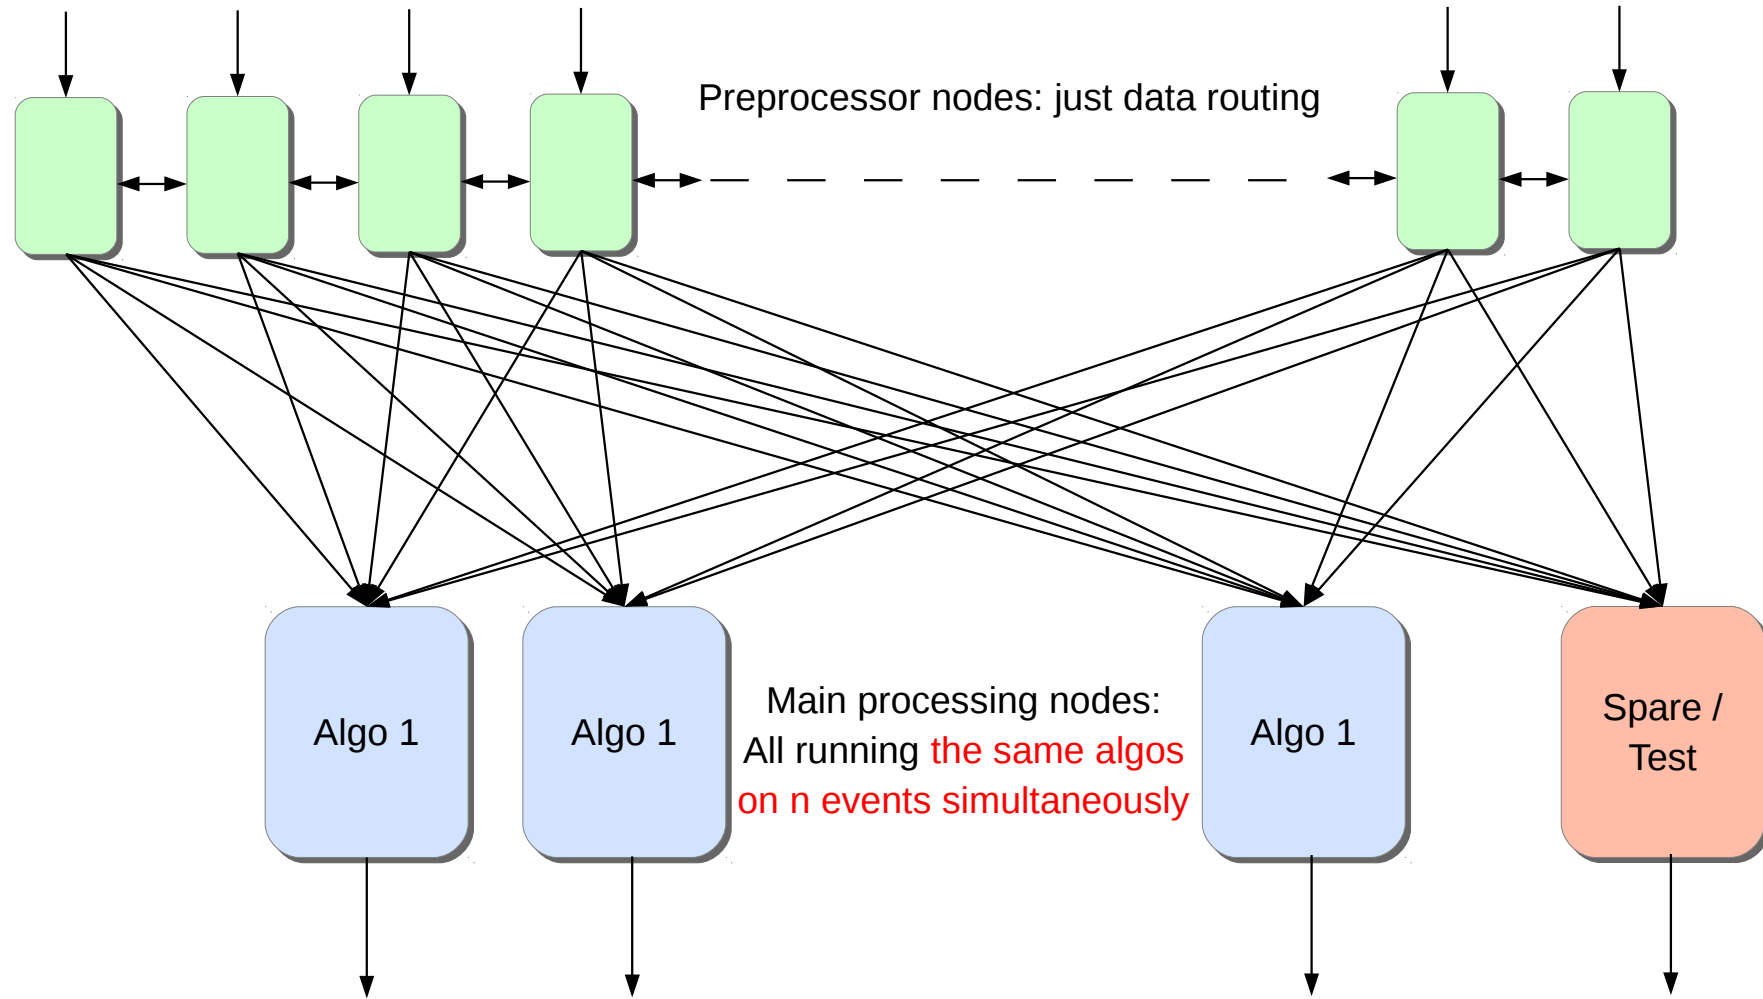 Preprocessor nodes: just data routing
Algo 1
Algo 1
Main processing nodes:
All running the same algos
on n events simultaneously
Algo 1
Spare /
Test